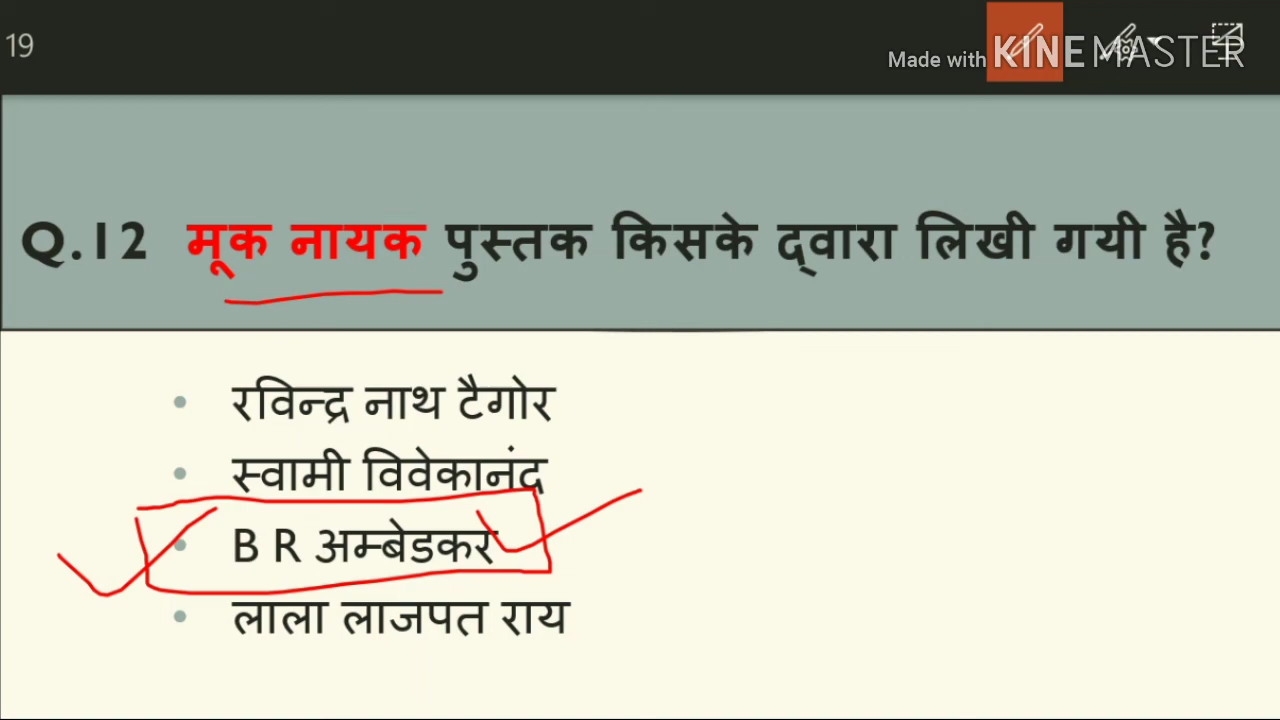 19
Made with KINEMASTER
Q.12 मूक नायक पुस्तक किसके द्वारा लिखी गयी है?
• रविन्द्र नाथ टैगोर
• स्वामी विवेकानंद
• B R अम्बेडकर
• लाला लाजपत राय